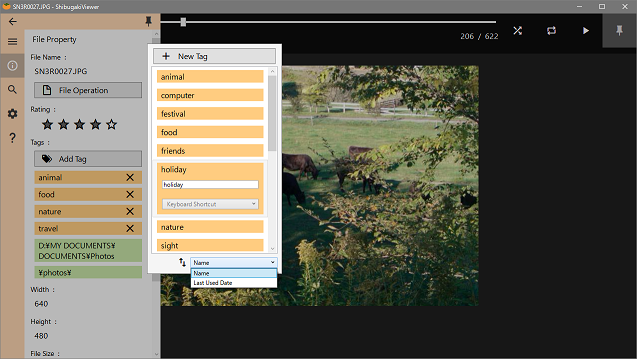 SN3R0027.JPG - ShibugakiViewer
File Property
File Name :
SN3R0027.JPG
File Operation
Rating :
Tags :
Add Tag
animal
food
nature
travel
D:¥MY DOCUMENTS¥
DOCUMENTS¥Photos
¥photos¥
Width :
640
Height :
480
File Size :
New Tag
animal
computer
festival
food
friends
holiday
holiday
Keyboard Shortcut
nature
sight
Name
Name
Last Used Date
206 / 622